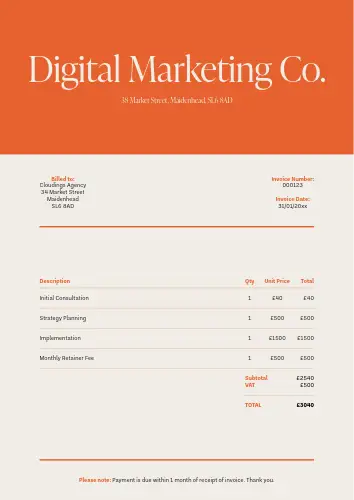 Digital Marketing Co.
38 Market Street, Maidenhead, SL6 8AD
Billed to:
Cloudings Agency
34 Market Street
Maidenhead
SL6 8AD
Invoice Number:
000123
Invoice Date:
31/01/20xx
Description Qty Unit Price Total
Initial Consultation 1 £40 £40
Strategy Planning 1 £500 £500
Implementation 1 £1500 £1500
Monthly Retainer Fee 1 £500 £500
Subtotal £2540
VAT £500
TOTAL £3040
Please note: Payment is due within 1 month of receipt of invoice. Thank you.